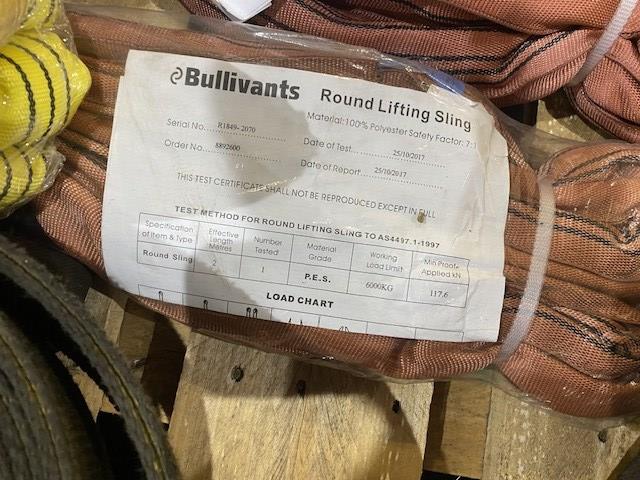 Bullivants Round Lifting Sling
Material:100% Polyester Safety Factor: 7:1
Serial No.... R1849- 2070 Date of Test........ 25/10/2017
Order No..... 8892600 Date of Report..... 25/10/2017
THIS TEST CERTIFICATE SHALL NOT BE REPRODUCED EXCEPT IN FULL
TEST METHOD FOR ROUND LIFTING SLING TO AS4497.1-1997
Specification of Item & Type Effective Length Metres Number Tested Material Grade Working Load Limit Min Proof Applied kN
Round Sling 2 1 P.E.S. 6000KG 117.6
LOAD CHART